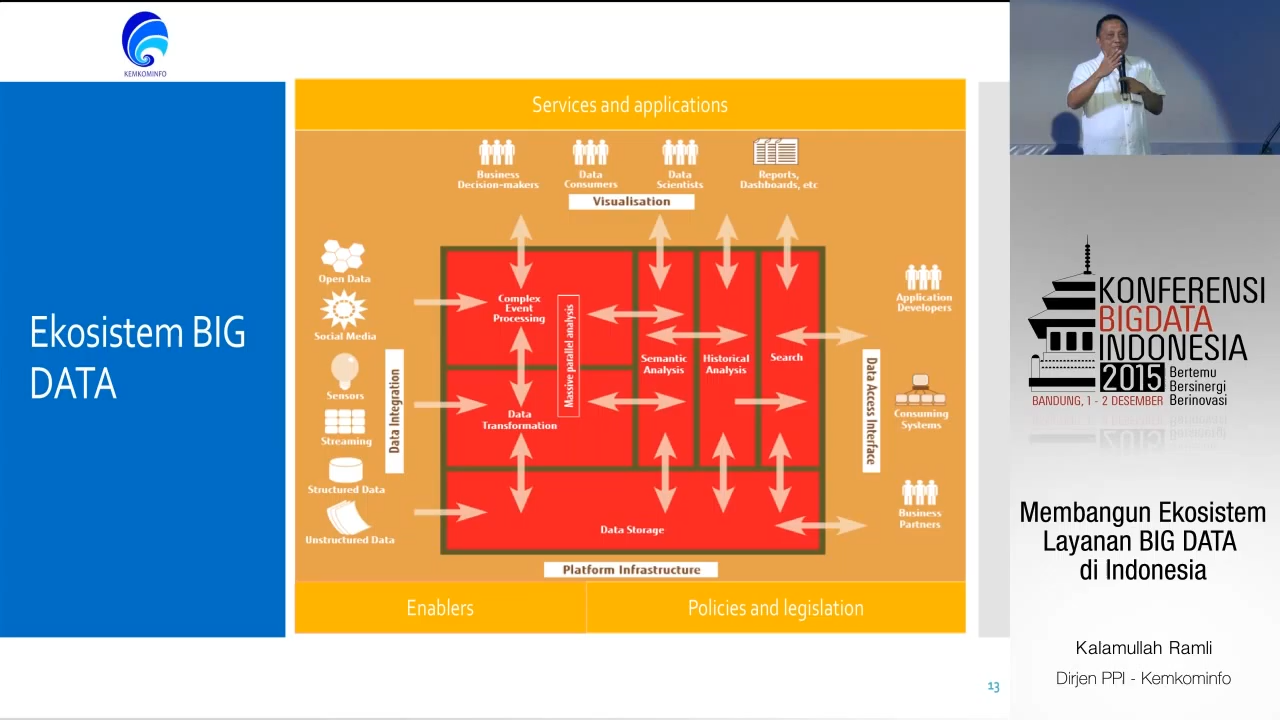 KEMKOMINFO
Ekosistem BIG
DATA
Services and applications
Business
Decision-makers
Data
Consumers
Data
Scientists
Reports,
Dashboards, etc
Visualisation
Open Data
Social Media
Sensors
Streaming
Structured Data
Unstructured Data
Data Integration
Complex
Event
Processing
Massive parallel analysis
Data
Transformation
Semantic
Analysis
Historical
Analysis
Search
Data Storage
Data Access Interface
Application
Developers
Consuming
Systems
Business
Partners
Platform Infrastructure
Enablers
Policies and legislation
13
KONFERENSI
BIGDATA
INDONESIA
2015 Bertemu
Bersinergi
Berinovasi
BANDUNG, 1 - 2 DESEMBER
Membangun Ekosistem
Layanan BIG DATA
di Indonesia
Kalamullah Ramli
Dirjen PPI - Kemkominfo